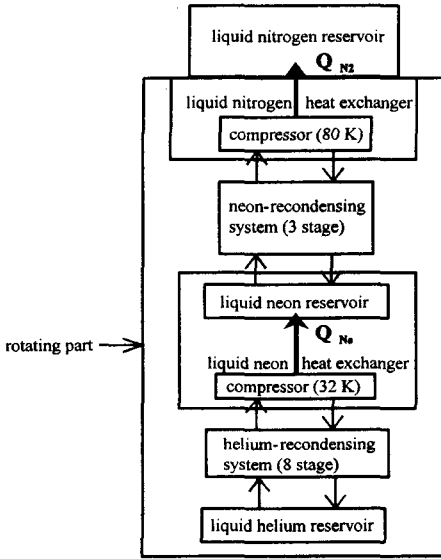 liquid nitrogen reservoir
Q N2
liquid nitrogen heat exchanger
compressor (80 K)
neon-recondensing
system (3 stage)
liquid neon reservoir
Q Ne
rotating part
liquid neon heat exchanger
compressor (32 K)
helium-recondensing
system (8 stage)
liquid helium reservoir